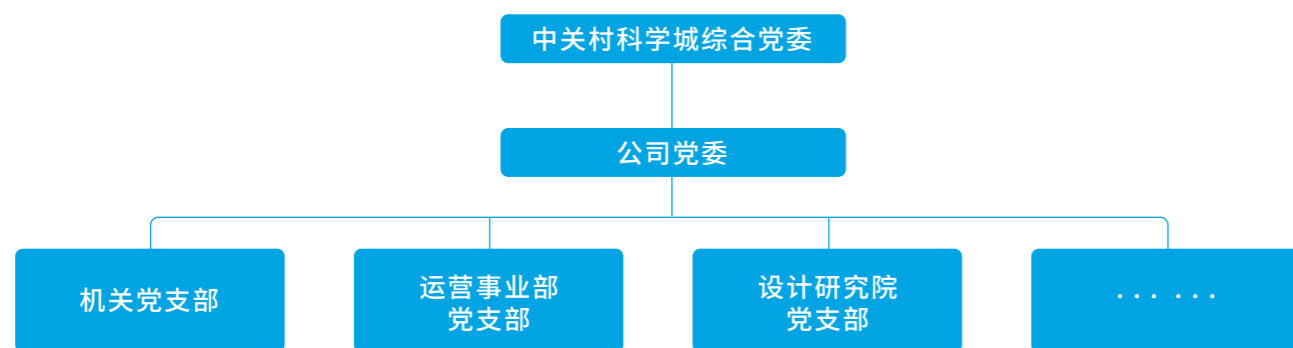 中关村科学城综合党委
公司党委
机关党支部
运营事业部
党支部
设计研究院
党支部
... ...